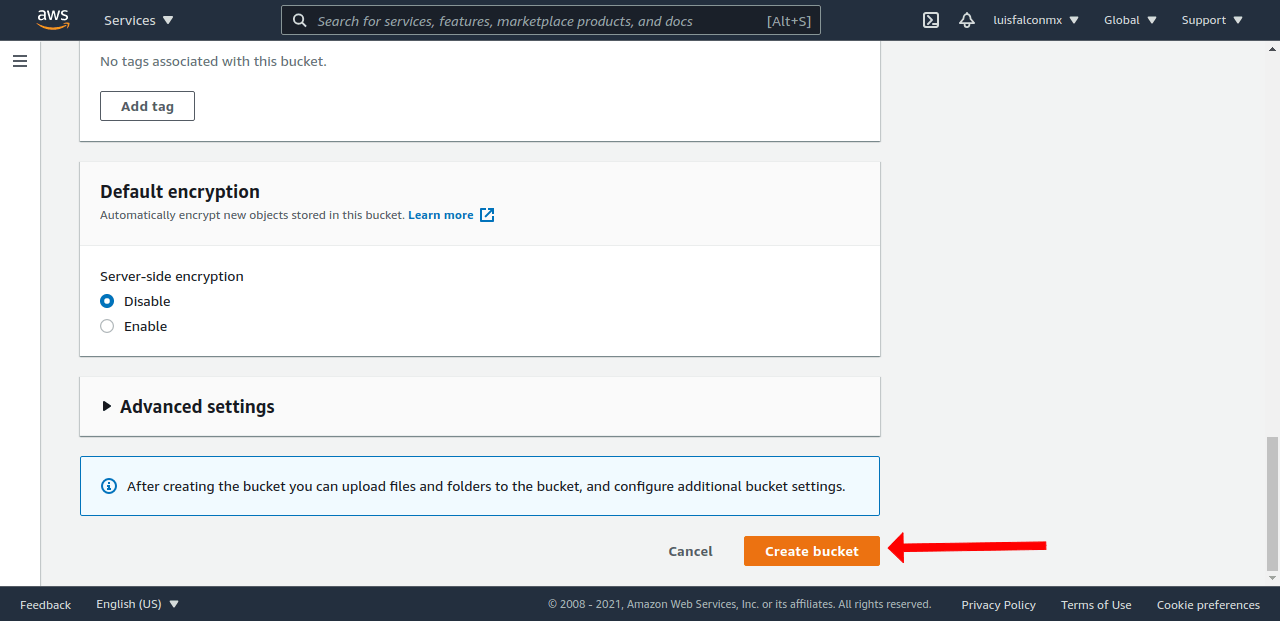 aws
Services
Search for services, features, marketplace products, and docs
[Alt+S]
luisfalconmx
Global
Support
No tags associated with this bucket.
Add tag
Default encryption
Automatically encrypt new objects stored in this bucket. Learn more
Server-side encryption
Disable
Enable
Advanced settings
After creating the bucket you can upload files and folders to the bucket, and configure additional bucket settings.
Cancel
Create bucket
Feedback
English (US)
© 2008 - 2021, Amazon Web Services, Inc. or its affiliates. All rights reserved.
Privacy Policy
Terms of Use
Cookie preferences